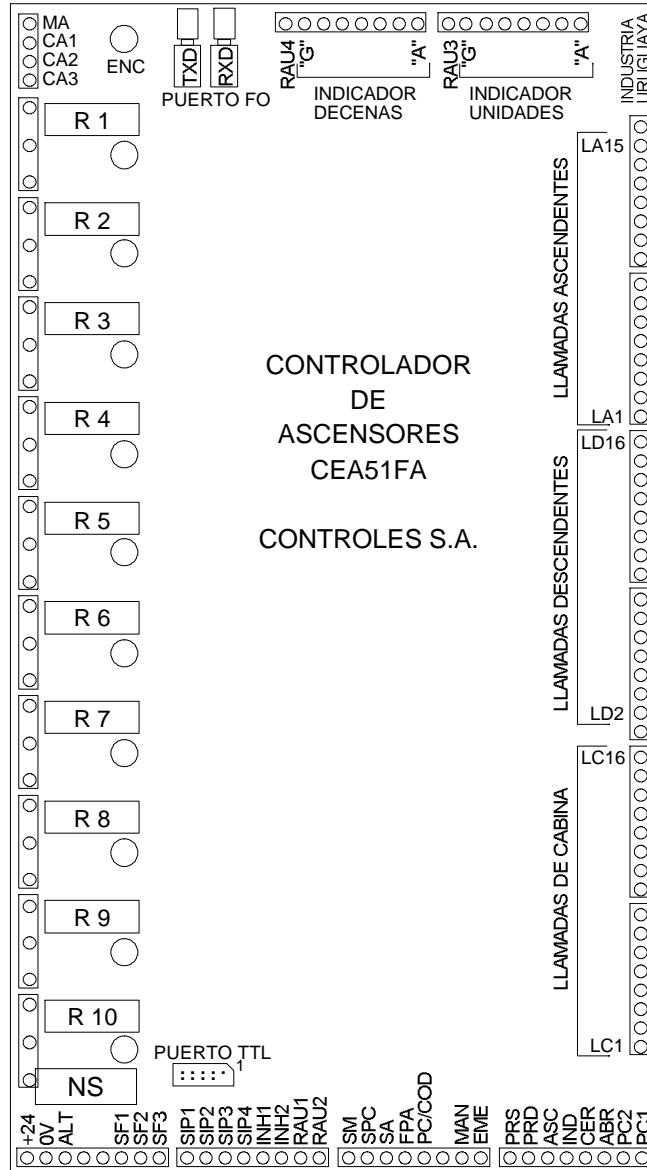 MA
CA1
CA2
CA3
ENC
TXD
RXD
PUERTO FO
RAU4
"G"
"A"
INDICADOR
DECENAS
RAU3
"G"
"A"
INDICADOR
UNIDADES
INDUSTRIA
URUGUAYA
R 1
R 2
R 3
R 4
R 5
R 6
R 7
R 8
R 9
R 10
NS
CONTROLADOR
DE
ASCENSORES
CEA51FA
CONTROLES S.A.
LA15
LLAMADAS ASCENDENTES
LA1
LD16
LLAMADAS DESCENDENTES
LD2
LC16
LLAMADAS DE CABINA
LC1
PUERTO TTL
1
+24
0V
ALT
SF1
SF2
SF3
SIP1
SIP2
SIP3
SIP4
INH1
INH2
RAU1
RAU2
SM
SPC
SA
FPA
PC/COD
MAN
EME
PRS
PRD
ASC
IND
CER
ABR
PC2
PC1